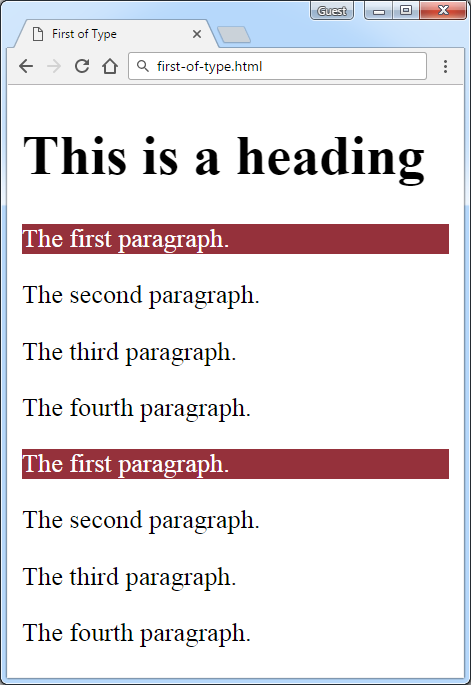 Guest
First of Type
first-of-type.html
This is a heading
The first paragraph.
The second paragraph.
The third paragraph.
The fourth paragraph.
The first paragraph.
The second paragraph.
The third paragraph.
The fourth paragraph.